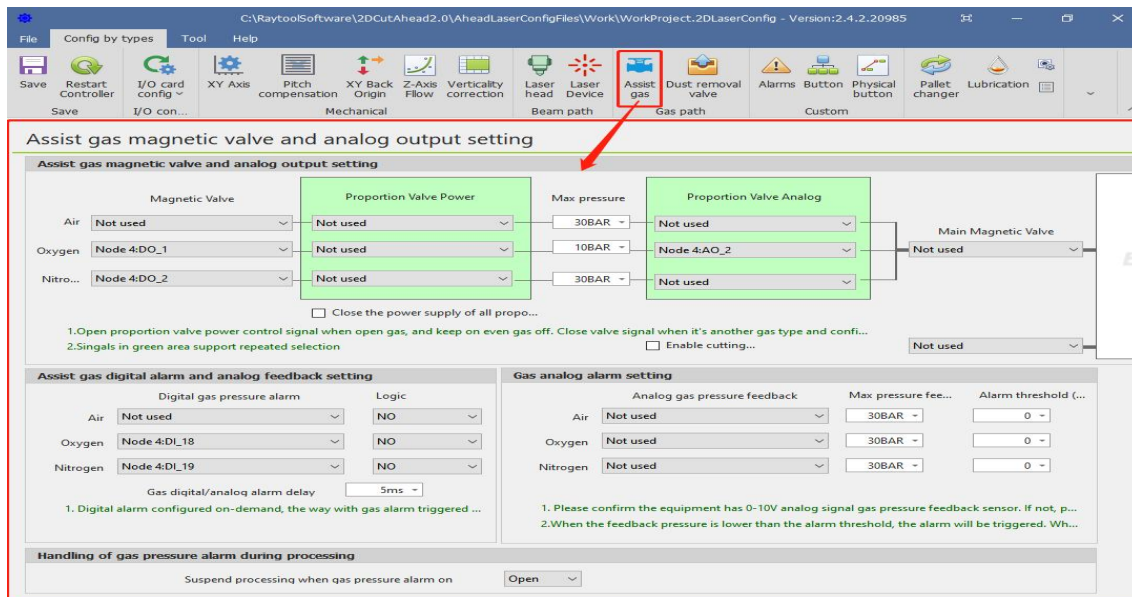 C:\RaytoolSoftware\2DCutAhead2.0\AheadLaserConfigFiles\Work\WorkProject.2DLaserConfig - Version:2.4.2.20985
File Config by types Tool Help
Save Restart Controller I/O card config XY Axis Pitch compensation XY Back Origin Z-Axis Fllow Verticality correction Laser head Laser Device Assist gas Dust removal valve Alarms Button Physical button Pallet changer Lubrication
Save I/O con... Mechanical Beam path Gas path Custom
Assist gas magnetic valve and analog output setting
Assist gas magnetic valve and analog output setting
Magnetic Valve Proportion Valve Power Max pressure Proportion Valve Analog
Air Not used Not used 30BAR Not used
Main Magnetic Valve
Oxygen Node 4:DO_1 Not used 10BAR Node 4:AO_2 Not used
Nitro... Node 4:DO_2 Not used 30BAR Not used
Close the power supply of all propo...
1.Open proportion valve power control signal when open gas, and keep on even gas off. Close valve signal when it's another gas type and confi...
2.Singals in green area support repeated selection Enable cutting... Not used
Assist gas digital alarm and analog feedback setting
Digital gas pressure alarm Logic
Air Not used NO
Oxygen Node 4:DI_18 NO
Nitrogen Node 4:DI_19 NO
Gas digital/analog alarm delay 5ms
1. Digital alarm configured on-demand, the way with gas alarm triggered ...
Gas analog alarm setting
Analog gas pressure feedback Max pressure fee... Alarm threshold (...
Air Not used 30BAR 0
Oxygen Not used 30BAR 0
Nitrogen Not used 30BAR 0
1. Please confirm the equipment has 0-10V analog signal gas pressure feedback sensor. If not, p...
2.When the feedback pressure is lower than the alarm threshold, the alarm will be triggered. Wh...
Handling of gas pressure alarm during processing
Suspend processing when gas pressure alarm on Open